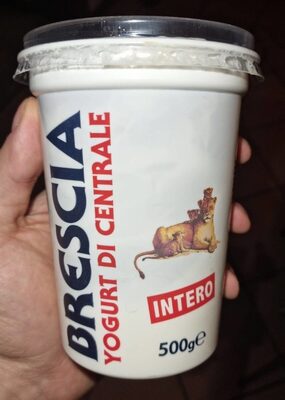 BRESCIA
YOGURT DI CENTRALE
INTERO
500g℮